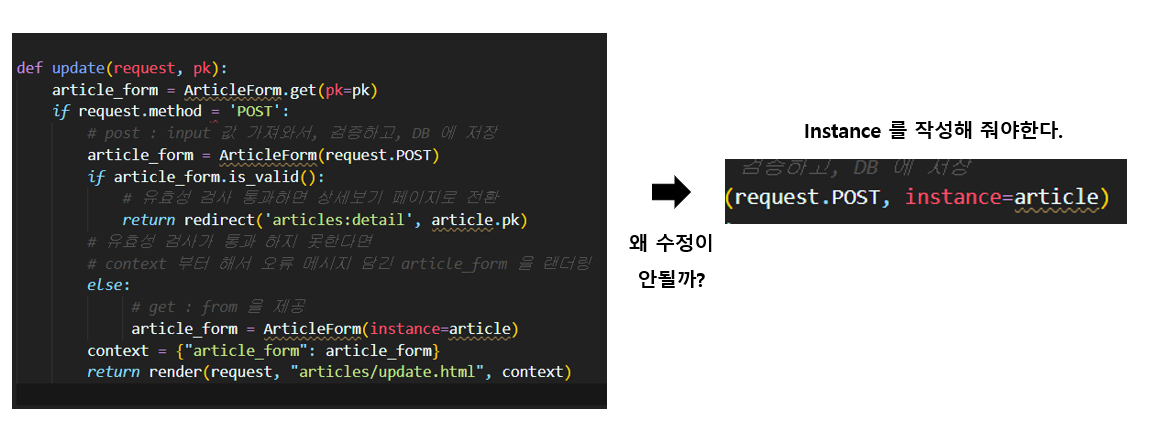 def update(request, pk):
article_form = ArticleForm.get(pk=pk)
if request.method = 'POST':
# post : input 값 가져와서, 검증하고, DB 에 저장
article_form = ArticleForm(request.POST)
if article_form.is_valid():
# 유효성 검사 통과하면 상세보기 페이지로 전환
return redirect('articles:detail', article.pk)
# 유효성 검사가 통과 하지 못한다면
# context 부터 해서 오류 메시지 담긴 article_form 을 랜더링
else:
# get : from 을 제공
article_form = ArticleForm(instance=article)
context = {"article_form": article_form}
return render(request, "articles/update.html", context)
왜 수정이
안될까?
Instance 를 작성해 줘야한다.
검증하고, DB 에 저장
(request.POST, instance=article)